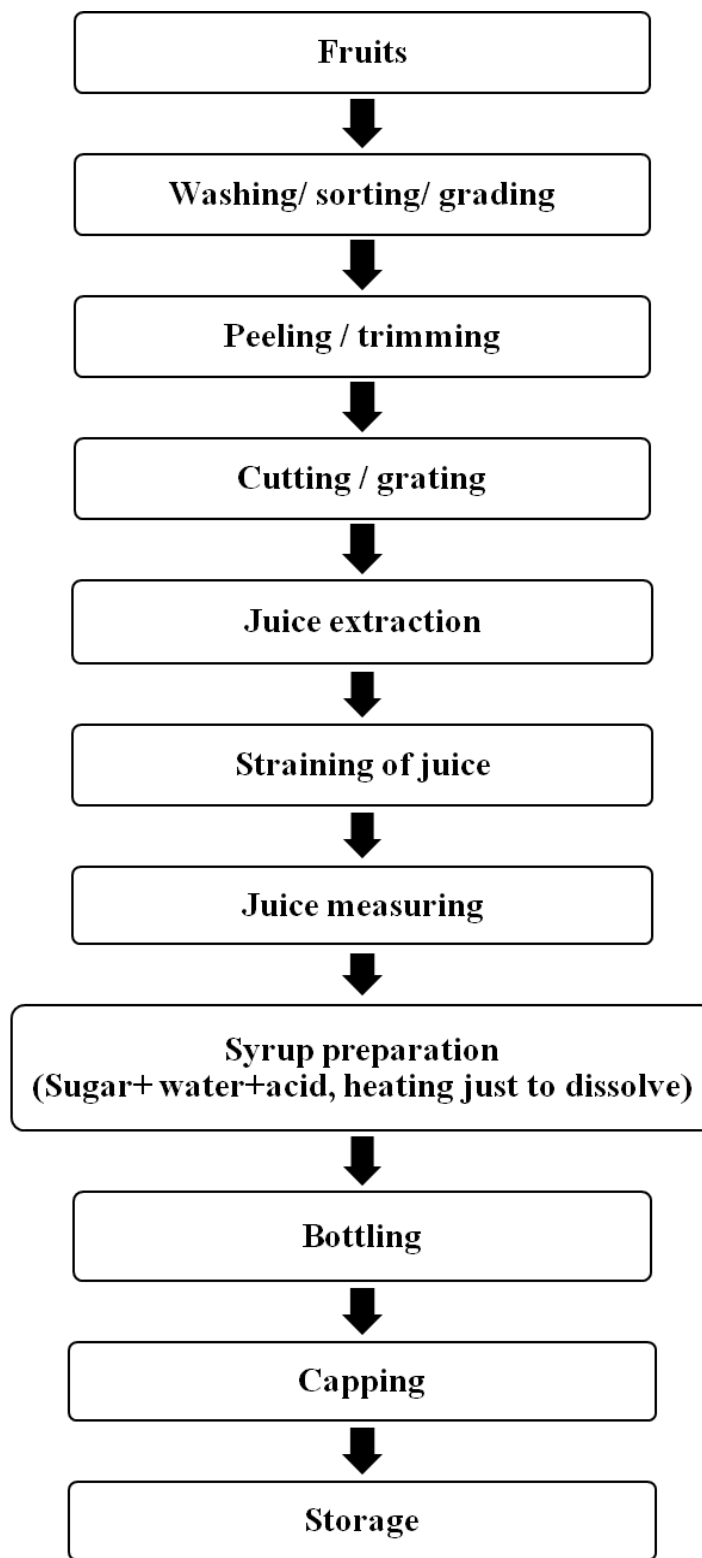 Fruits
Washing/ sorting/ grading
Peeling / trimming
Cutting / grating
Juice extraction
Straining of juice
Juice measuring
Syrup preparation
(Sugar+ water+acid, heating just to dissolve)
Bottling
Capping
Storage